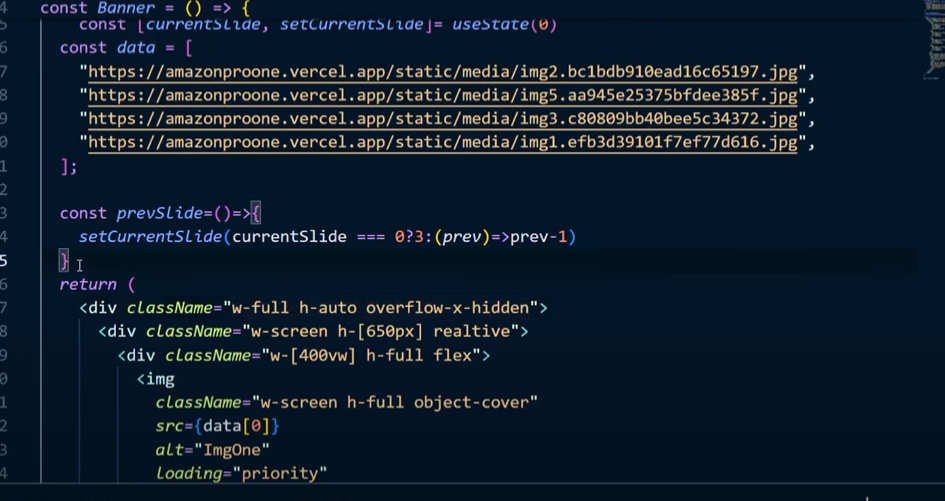 4 const Banner = () => {
5 const [currentSlide, setCurrentSlide]= useState(0)
6 const data = [
7 "https://amazonproone.vercel.app/static/media/img2.bc1bdb910ead16c65197.jpg",
8 "https://amazonproone.vercel.app/static/media/img5.aa945e25375bfdee385f.jpg",
9 "https://amazonproone.vercel.app/static/media/img3.c80809bb40bee5c34372.jpg",
0 "https://amazonproone.vercel.app/static/media/img1.efb3d39101f7ef77d616.jpg",
1 ];
2
3 const prevSlide=()=>{
4 setCurrentSlide(currentSlide === 0?3:(prev)=>prev-1)
5 }
6 return (
7 <div className="w-full h-auto overflow-x-hidden">
8 <div className="w-screen h-[650px] realtive">
9 <div className="w-[400vw] h-full flex">
0 <img
1 className="w-screen h-full object-cover"
2 src={data[0]}
3 alt="ImgOne"
4 loading="priority"